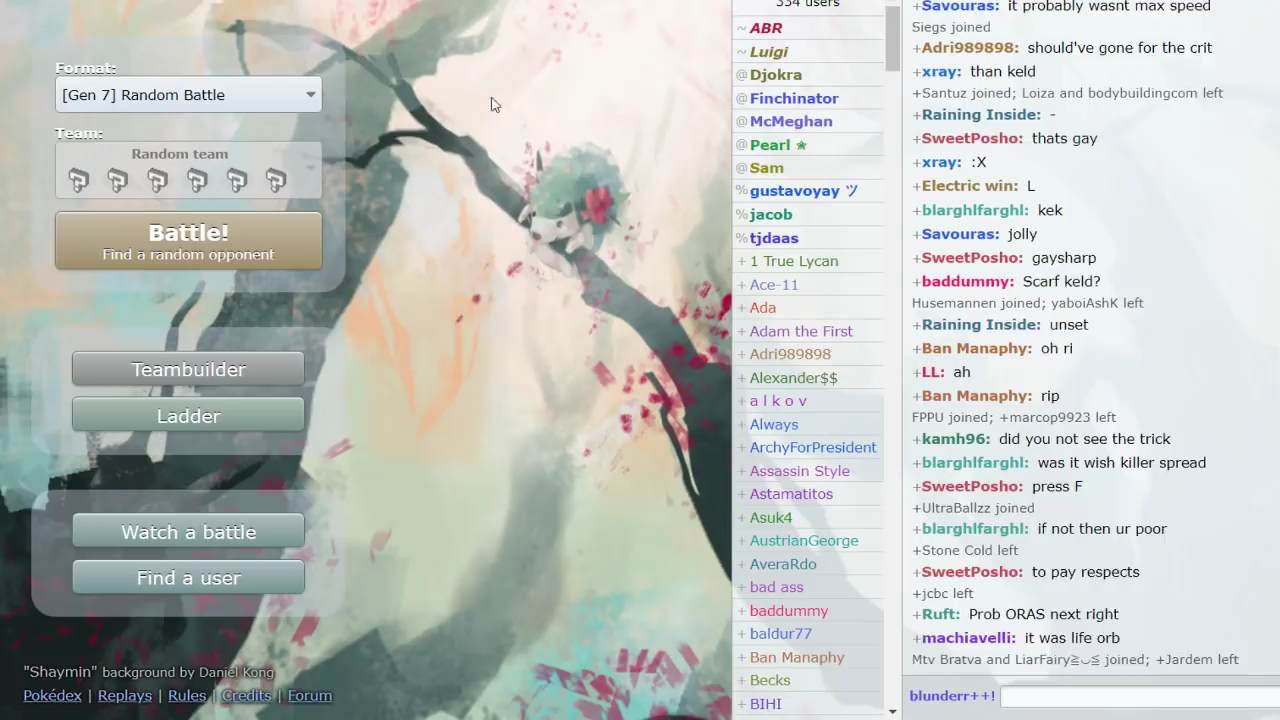 Format:
[Gen 7] Random Battle
Team:
Random team
Battle!
Find a random opponent
Teambuilder
Ladder
Watch a battle
Find a user
"Shaymin" background by Daniel Kong
Pokédex | Replays | Rules | Credits | Forum
334 users
~ ABR
~ Luigi
@ Djokra
@ Finchinator
@ McMeghan
@ Pearl ❀
@ Sam
% gustavoyay ツ
% jacob
% tjdaas
+ 1 True Lycan
+ Ace-11
+ Ada
+ Adam the First
+ Adri989898
+ Alexander$$
+ a l k o v
+ Always
+ ArchyForPresident
+ Assassin Style
+ Astamatitos
+ Asuk4
+ AustrianGeorge
+ AveraRdo
+ bad ass
+ baddummy
+ baldur77
+ Ban Manaphy
+ Becks
+ BIHI
+Savouras: it probably wasnt max speed
Siegs joined
+Adri989898: should've gone for the crit
+xray: than keld
+Santuz joined; Loiza and bodybuildingcom left
+Raining Inside: -
+SweetPosho: thats gay
+xray: :X
+Electric win: L
+blarghlfarghl: kek
+Savouras: jolly
+SweetPosho: gaysharp
+baddummy: Scarf keld?
Husemannen joined; yaboiAshK left
+Raining Inside: unset
+Ban Manaphy: oh ri
+LL: ah
+Ban Manaphy: rip
FPPU joined; +marcop9923 left
+kamh96: did you not see the trick
+blarghlfarghl: was it wish killer spread
+SweetPosho: press F
+UltraBallzz joined
+blarghlfarghl: if not then ur poor
+Stone Cold left
+SweetPosho: to pay respects
+jcbc left
+Ruft: Prob ORAS next right
+machiavelli: it was life orb
Mtv Bratva and LiarFairy≧◡≦ joined; +Jardem left
blunderr++!